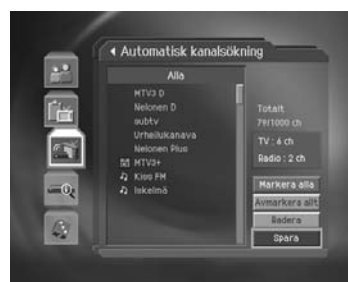 Automatisk kanalsökning
Alla
MTV3 D
Nelonen D
subtv
Urheilukanava
Nelonen Plus
MTV3+
Kiss FM
Iskelmä
Totalt
79/1000 ch
TV : 6 ch
Radio : 2 ch
Markera alla
Avmarkera allt
Radera
Spara